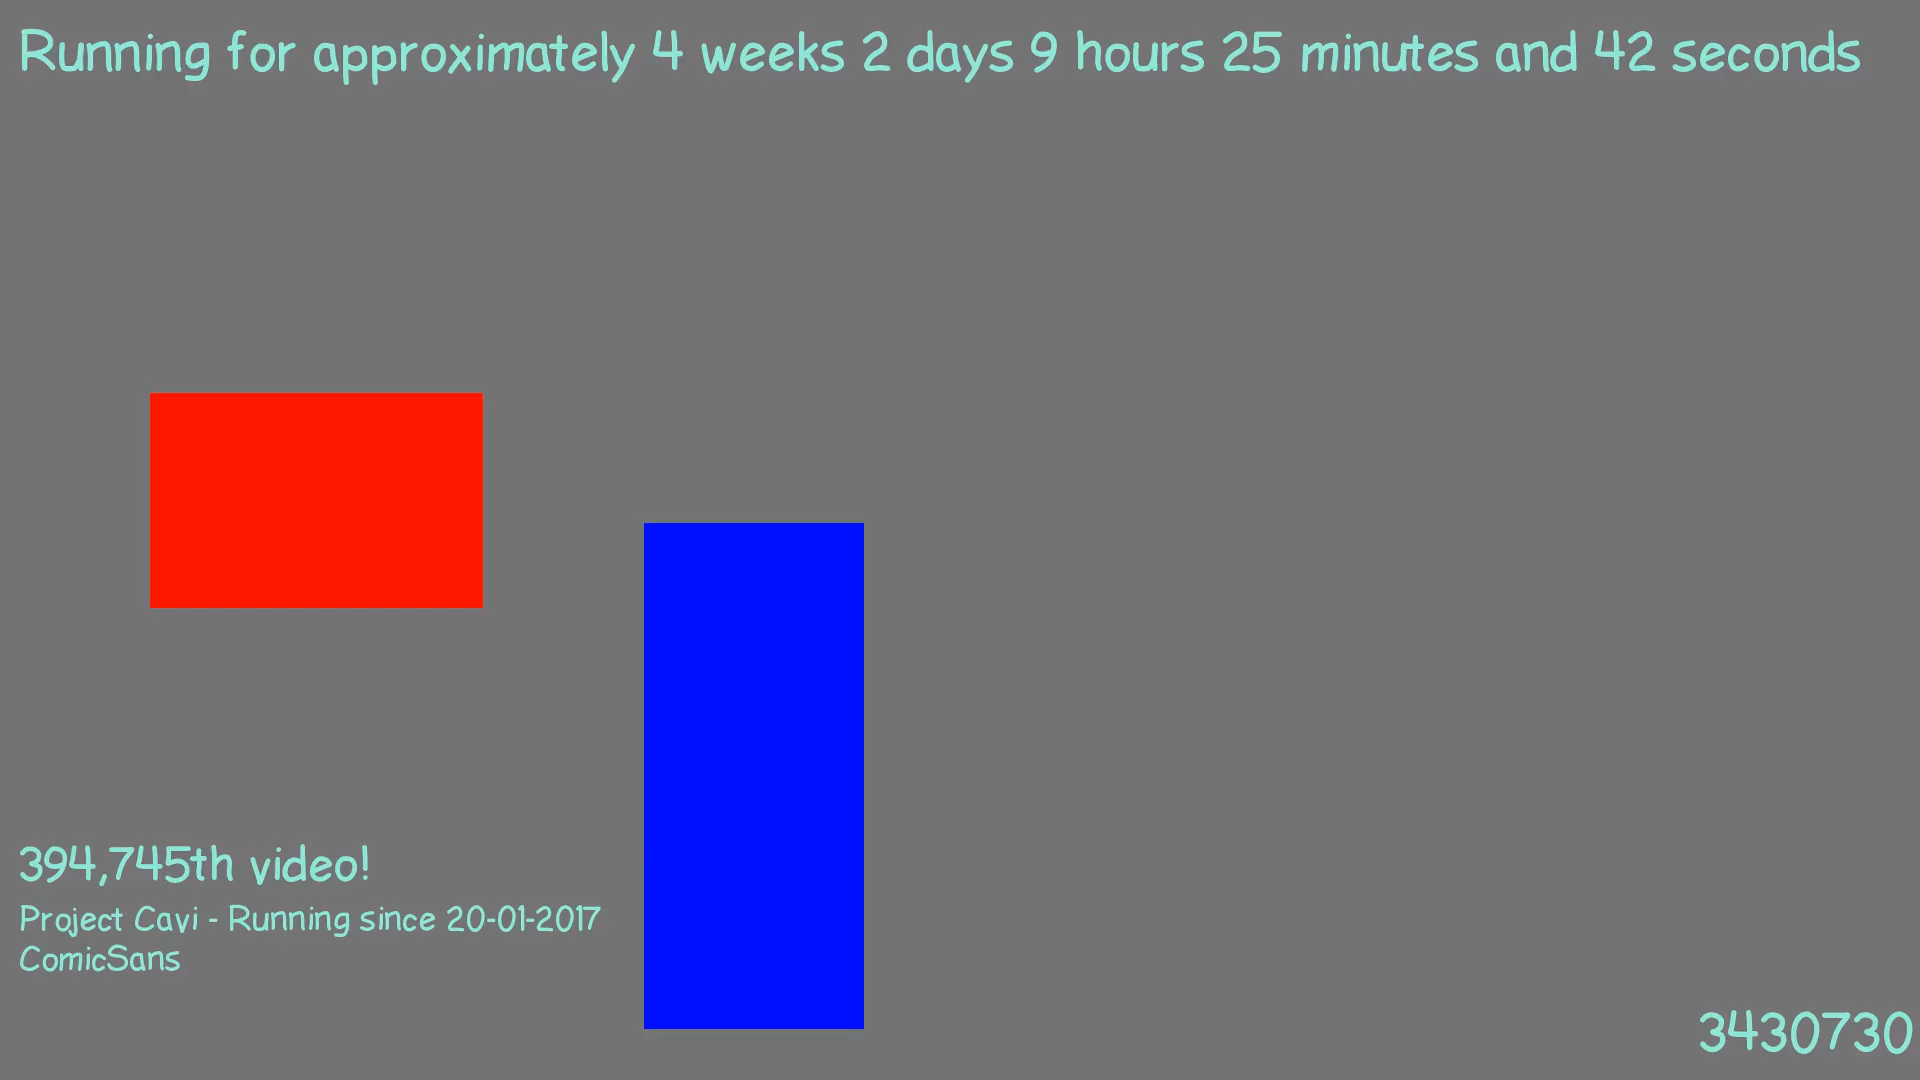 Running for approximately 4 weeks 2 days 9 hours 25 minutes and 42 seconds
394,745th video!
Project Cavi - Running since 20-01-2017
ComicSans
3430730